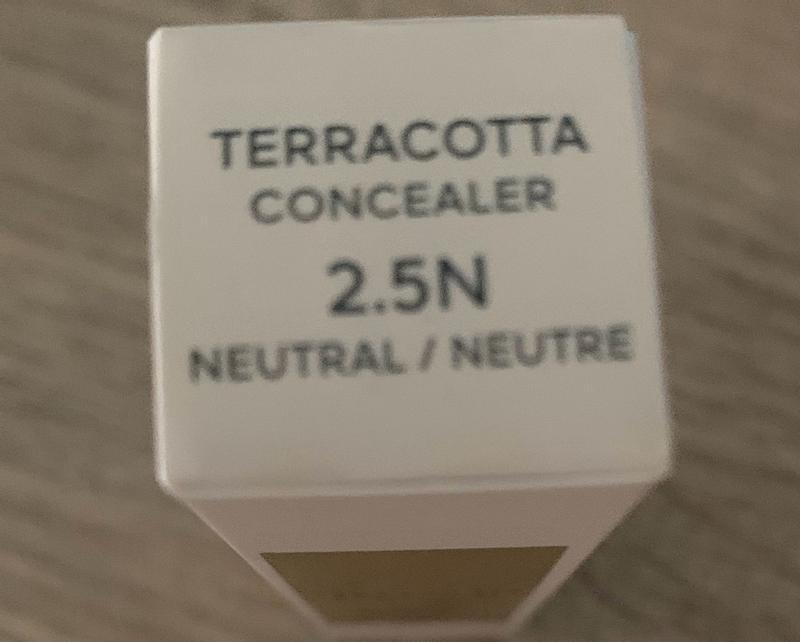 TERRACOTTA
CONCEALER
2.5N
NEUTRAL / NEUTRE